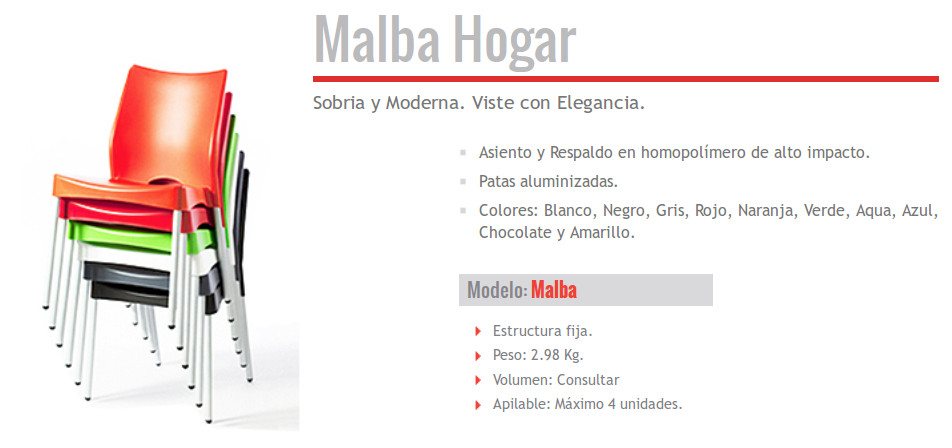 Malba Hogar
Sobria y Moderna. Viste con Elegancia.
Asiento y Respaldo en homopolímero de alto impacto.
Patas aluminizadas.
Colores: Blanco, Negro, Gris, Rojo, Naranja, Verde, Aqua, Azul,
Chocolate y Amarillo.
Modelo: Malba
Estructura fija.
Peso: 2.98 Kg.
Volumen: Consultar
Apilable: Máximo 4 unidades.